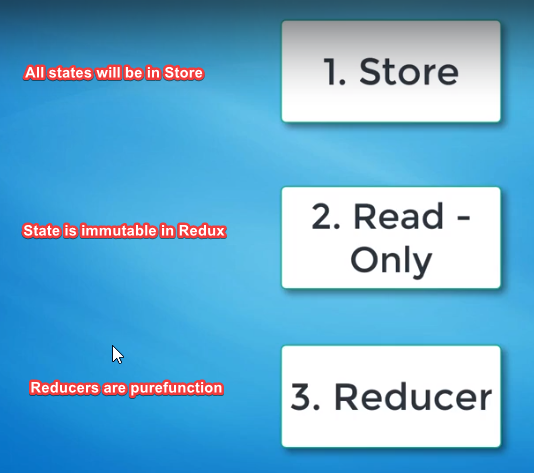 All states will be in Store
1. Store
State is immutable in Redux
2. Read -
Only
Reducers are purefunction
3. Reducer